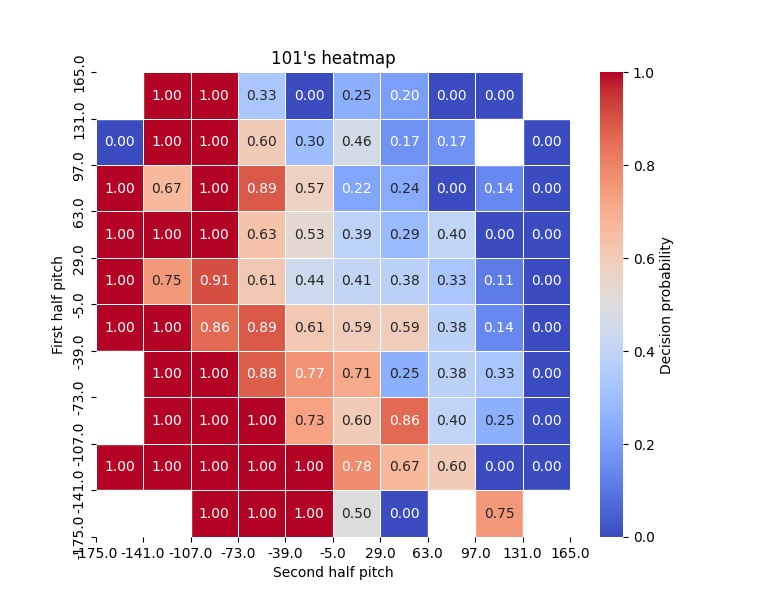 101's heatmap
165.0
131.0
97.0
63.0
29.0
-5.0
-39.0
-73.0
-107.0
-141.0
-175.0
First half pitch
1.00 1.00 0.33 0.00 0.25 0.20 0.00 0.00
0.00 1.00 1.00 0.60 0.30 0.46 0.17 0.17 0.00
1.00 0.67 1.00 0.89 0.57 0.22 0.24 0.00 0.14 0.00
1.00 1.00 1.00 0.63 0.53 0.39 0.29 0.40 0.00 0.00
1.00 0.75 0.91 0.61 0.44 0.41 0.38 0.33 0.11 0.00
1.00 1.00 0.86 0.89 0.61 0.59 0.59 0.38 0.14 0.00
1.00 1.00 0.88 0.77 0.71 0.25 0.38 0.33 0.00
1.00 1.00 1.00 0.73 0.60 0.86 0.40 0.25 0.00
1.00 1.00 1.00 1.00 1.00 0.78 0.67 0.60 0.00 0.00
1.00 1.00 1.00 0.50 0.00 0.75
-175.0 -141.0 -107.0 -73.0 -39.0 -5.0 29.0 63.0 97.0 131.0 165.0
Second half pitch
1.0
0.8
0.6
0.4
0.2
0.0
Decision probability